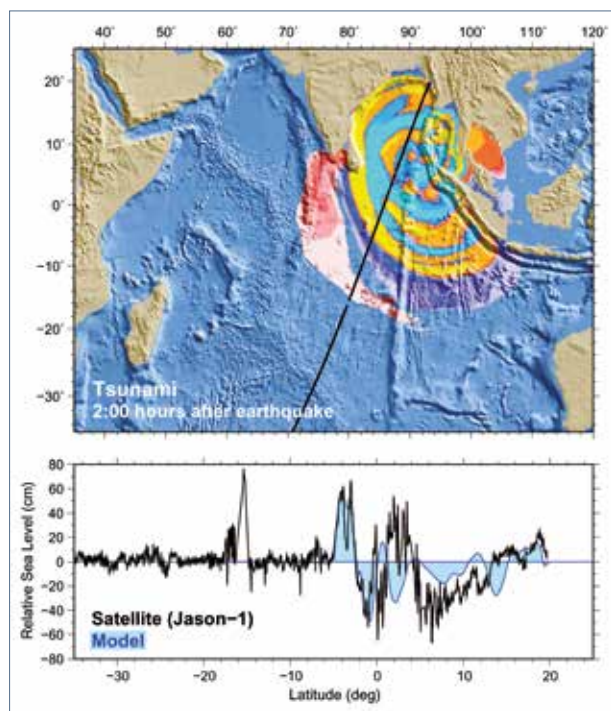 35˚ 40˚ 50˚ 60˚ 70˚ 80˚ 90˚ 100˚ 110˚ 120˚
20˚
10˚
0˚
−10˚
−20˚
−30˚
Tsunami
2:00 hours after earthquake
Relative Sea Level (cm)
80
60
40
20
0
−20
−40
−60
80
Satellite (Jason−1)
Model
−30 −20 −10 0 10 20
Latitude (deg)